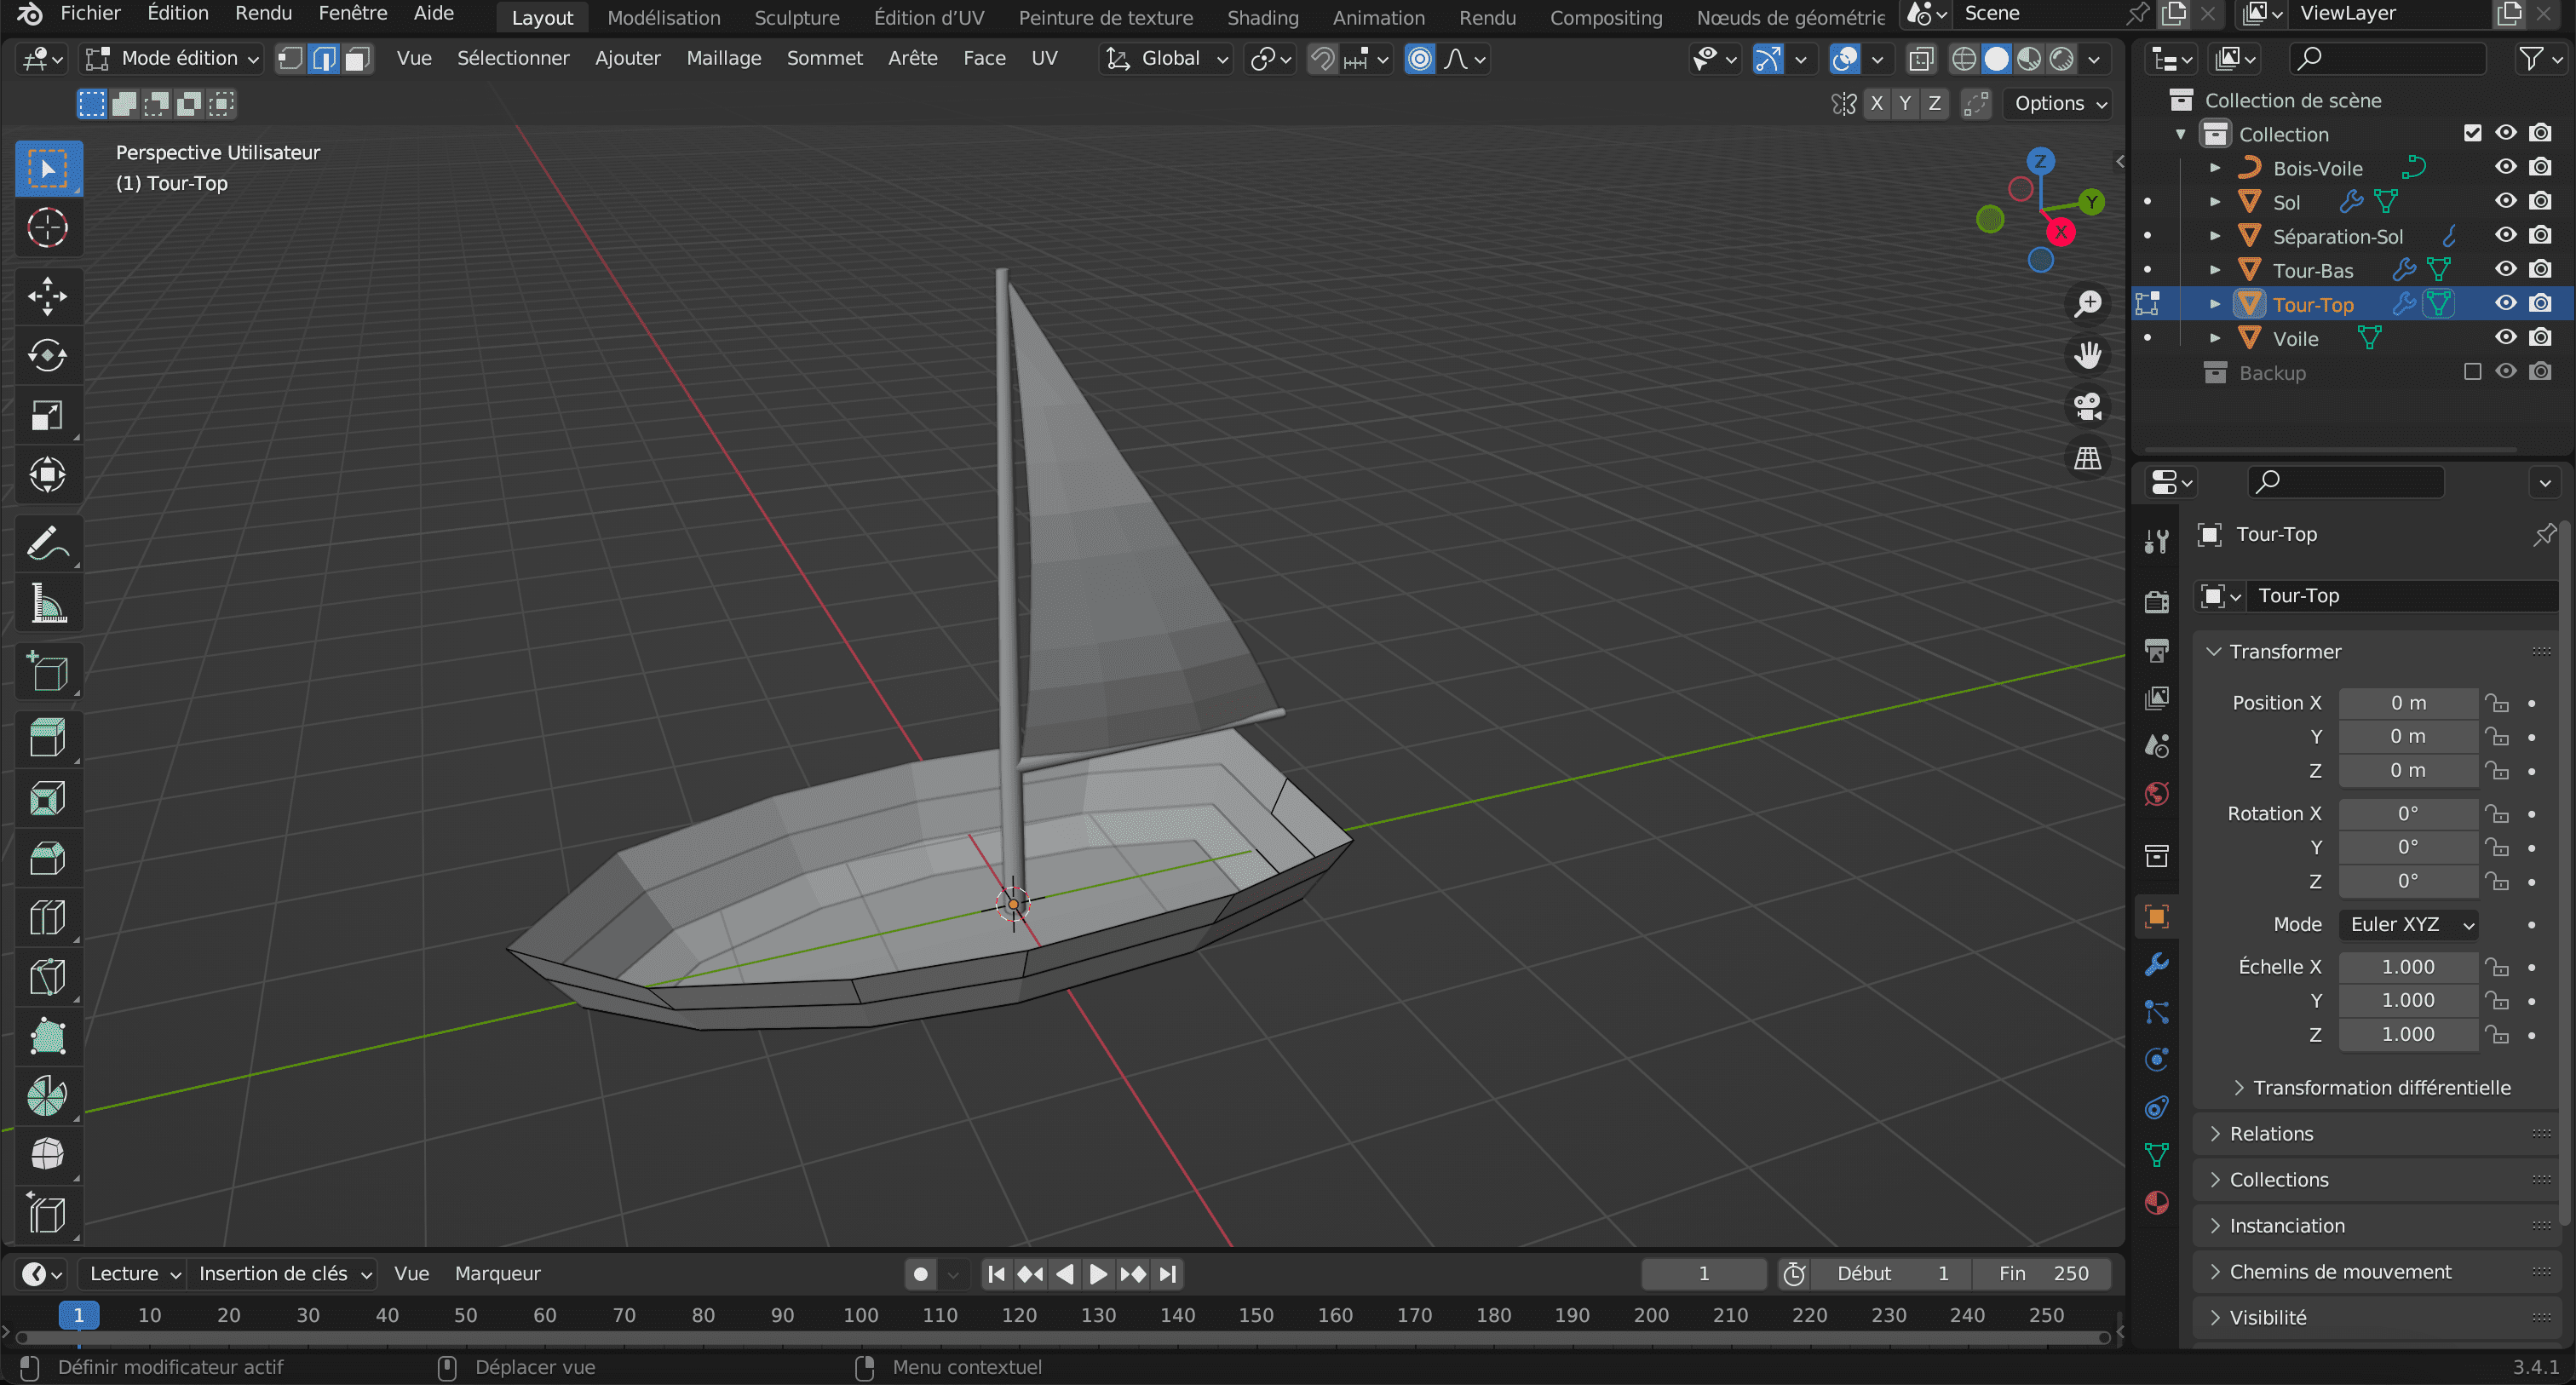 Fichier Édition Rendu Fenêtre Aide Layout Modélisation Sculpture Édition d'UV Peinture de texture Shading Animation Rendu Compositing Nœuds de géométrie Scene ViewLayer
Mode édition Vue Sélectionner Ajouter Maillage Sommet Arête Face UV Global
X Y Z Options
Perspective Utilisateur
(1) Tour-Top
Z
Y
X
Collection de scène
Collection
Bois-Voile
Sol
Séparation-Sol
Tour-Bas
Tour-Top
Voile
Backup
Tour-Top
Tour-Top
Transformer
Position X 0 m
Y 0 m
Z 0 m
Rotation X 0°
Y 0°
Z 0°
Mode Euler XYZ
Échelle X 1.000
Y 1.000
Z 1.000
Transformation différentielle
Relations
Collections
Instanciation
Chemins de mouvement
Visibilité
Lecture Insertion de clés Vue Marqueur 1 Début 1 Fin 250
1 10 20 30 40 50 60 70 80 90 100 110 120 130 140 150 160 170 180 190 200 210 220 230 240 250
Définir modificateur actif Déplacer vue Menu contextuel 3.4.1